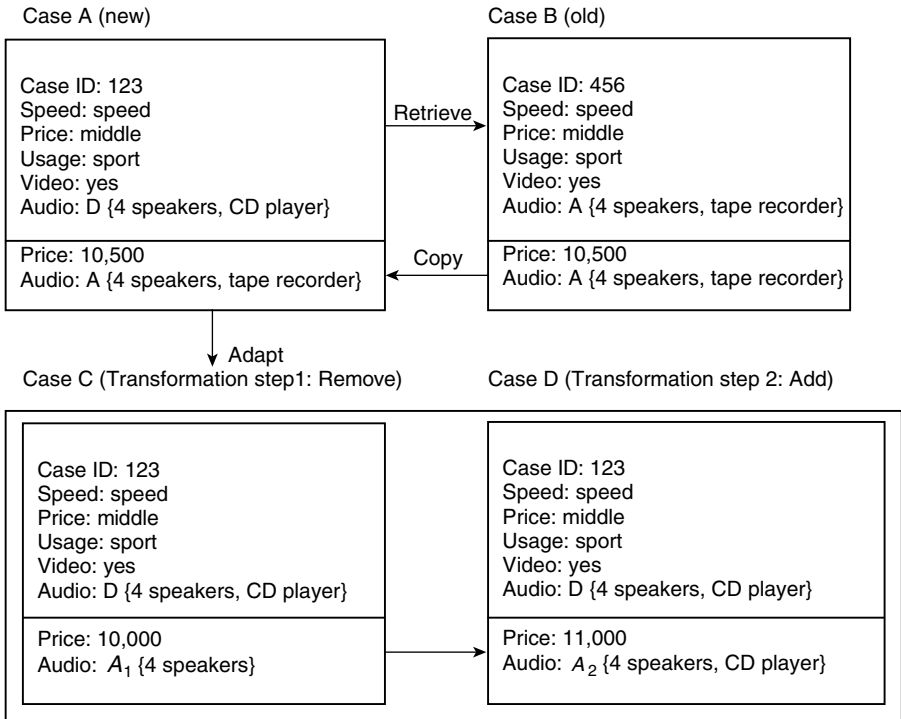 Case A (new)
Case ID: 123
Speed: speed
Price: middle
Usage: sport
Video: yes
Audio: D {4 speakers, CD player}
Price: 10,500
Audio: A {4 speakers, tape recorder}
Retrieve
Copy
Case B (old)
Case ID: 456
Speed: speed
Price: middle
Usage: sport
Video: yes
Audio: A {4 speakers, tape recorder}
Price: 10,500
Audio: A {4 speakers, tape recorder}
Adapt
Case C (Transformation step1: Remove)
Case ID: 123
Speed: speed
Price: middle
Usage: sport
Video: yes
Audio: D {4 speakers, CD player}
Price: 10,000
Audio: A₁ {4 speakers}
Case D (Transformation step 2: Add)
Case ID: 123
Speed: speed
Price: middle
Usage: sport
Video: yes
Audio: D {4 speakers, CD player}
Price: 11,000
Audio: A₂ {4 speakers, CD player}